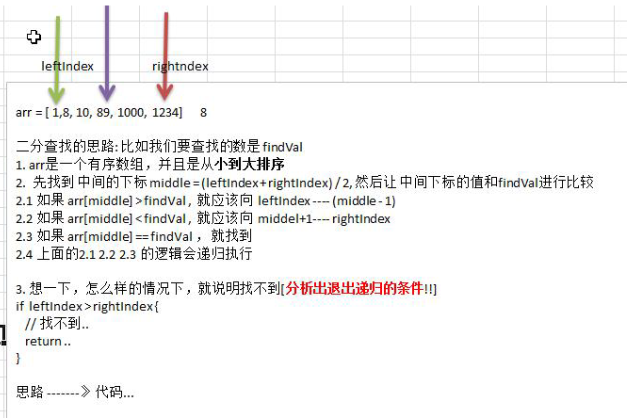 leftIndex rightndex
arr = [ 1,8, 10, 89, 1000, 1234] 8
二分查找的思路: 比如我们要查找的数是 findVal
1. arr是一个有序数组，并且是从小到大排序
2. 先找到 中间的下标 middle = (leftIndex + rightIndex) / 2, 然后让 中间下标的值和findVal进行比较
2.1 如果 arr[middle] > findVal , 就应该向 leftIndex ---- (middle - 1)
2.2 如果 arr[middle] < findVal , 就应该向 middel+1---- rightIndex
2.3 如果 arr[middle] == findVal ，就找到
2.4 上面的2.1 2.2 2.3 的逻辑会递归执行
3. 想一下，怎么样的情况下，就说明找不到[分析出退出递归的条件!!]
if leftIndex > rightIndex {
// 找不到..
return ..
}
思路 ------- 》代码...